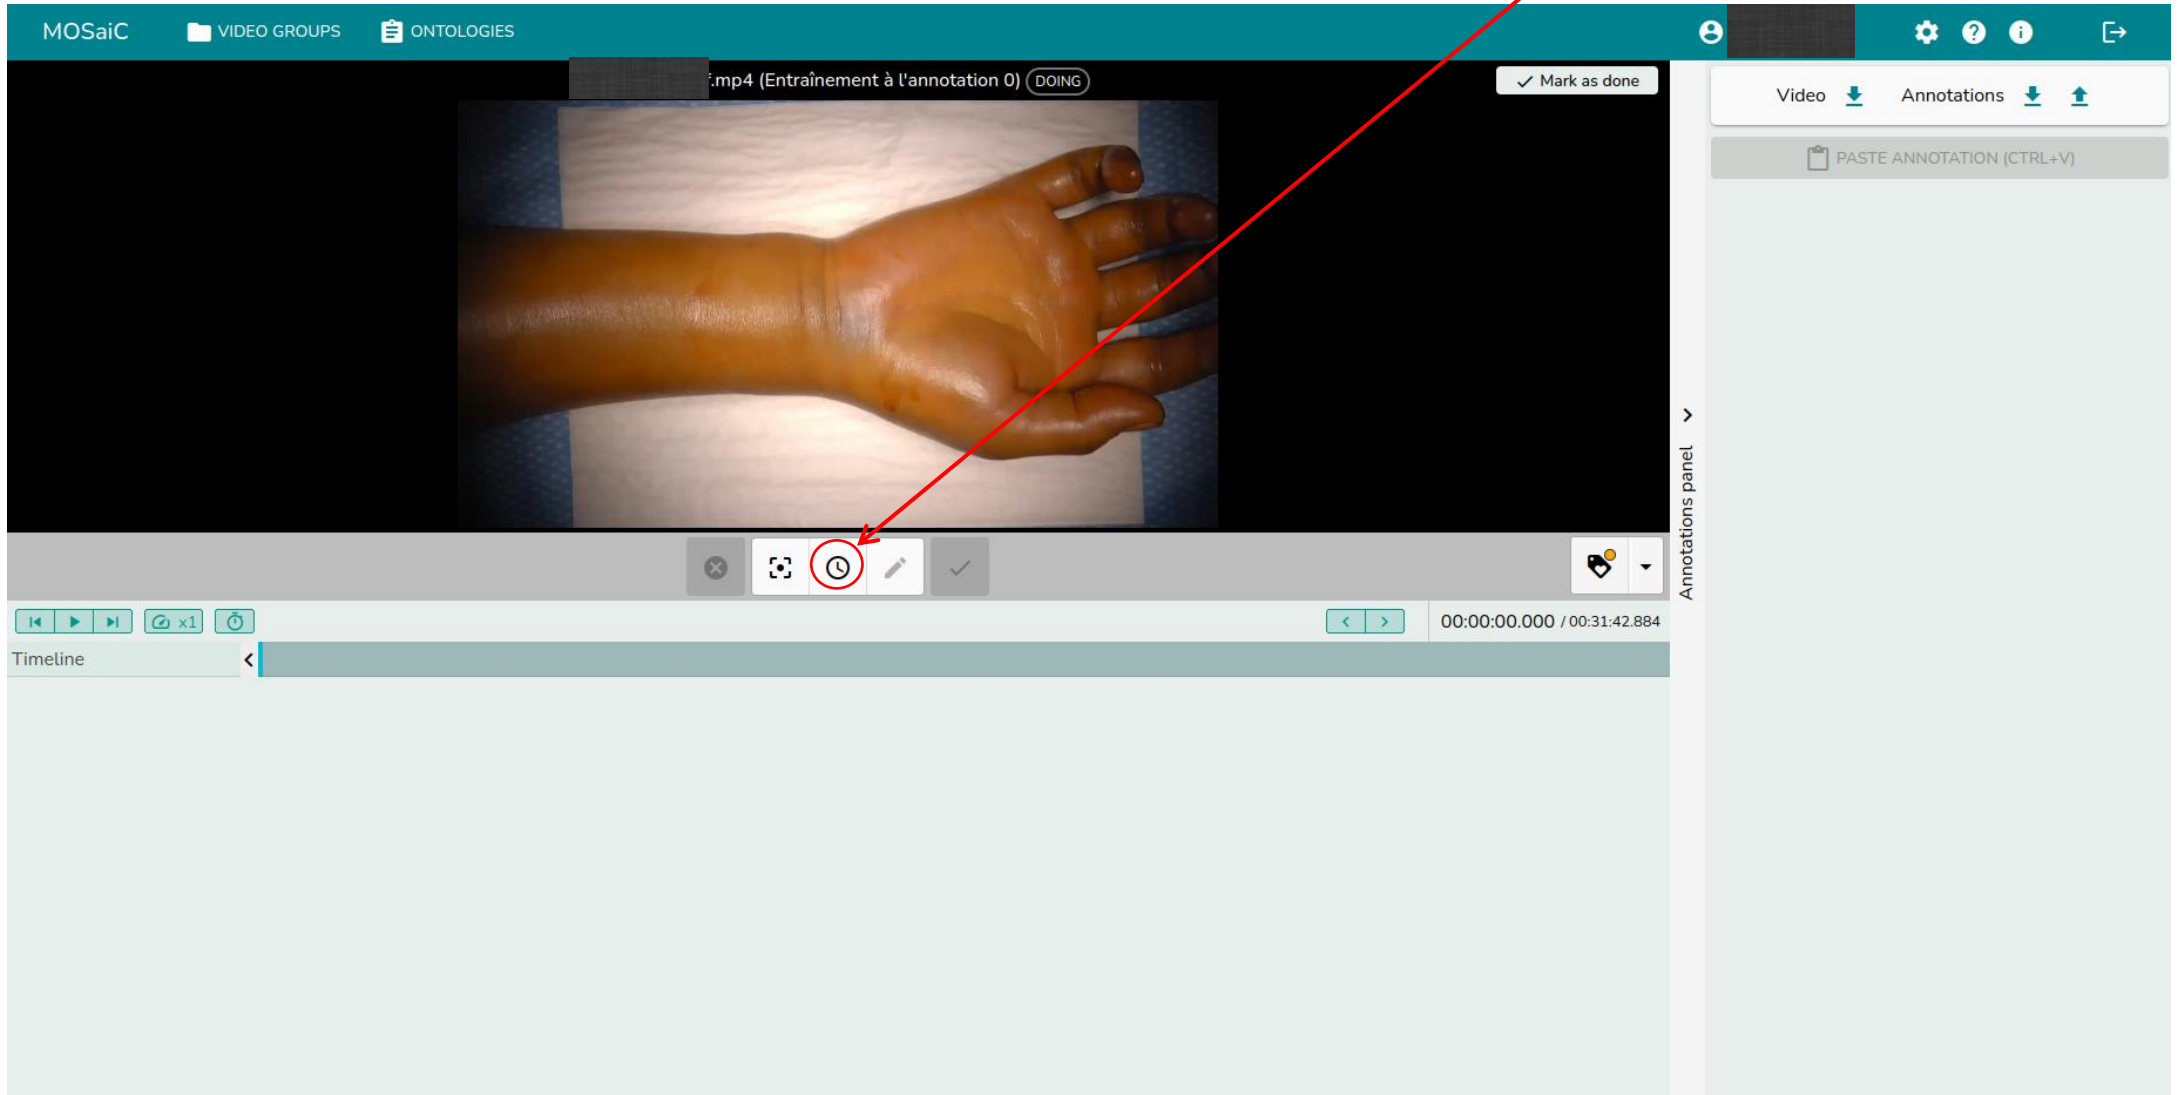 MOSaiC VIDEO GROUPS ONTOLOGIES
.mp4 (Entraînement à l'annotation 0) DOING
Mark as done
Video Annotations
PASTE ANNOTATION (CTRL+V)
Annotations panel
x1
00:00:00.000 / 00:31:42.884
Timeline